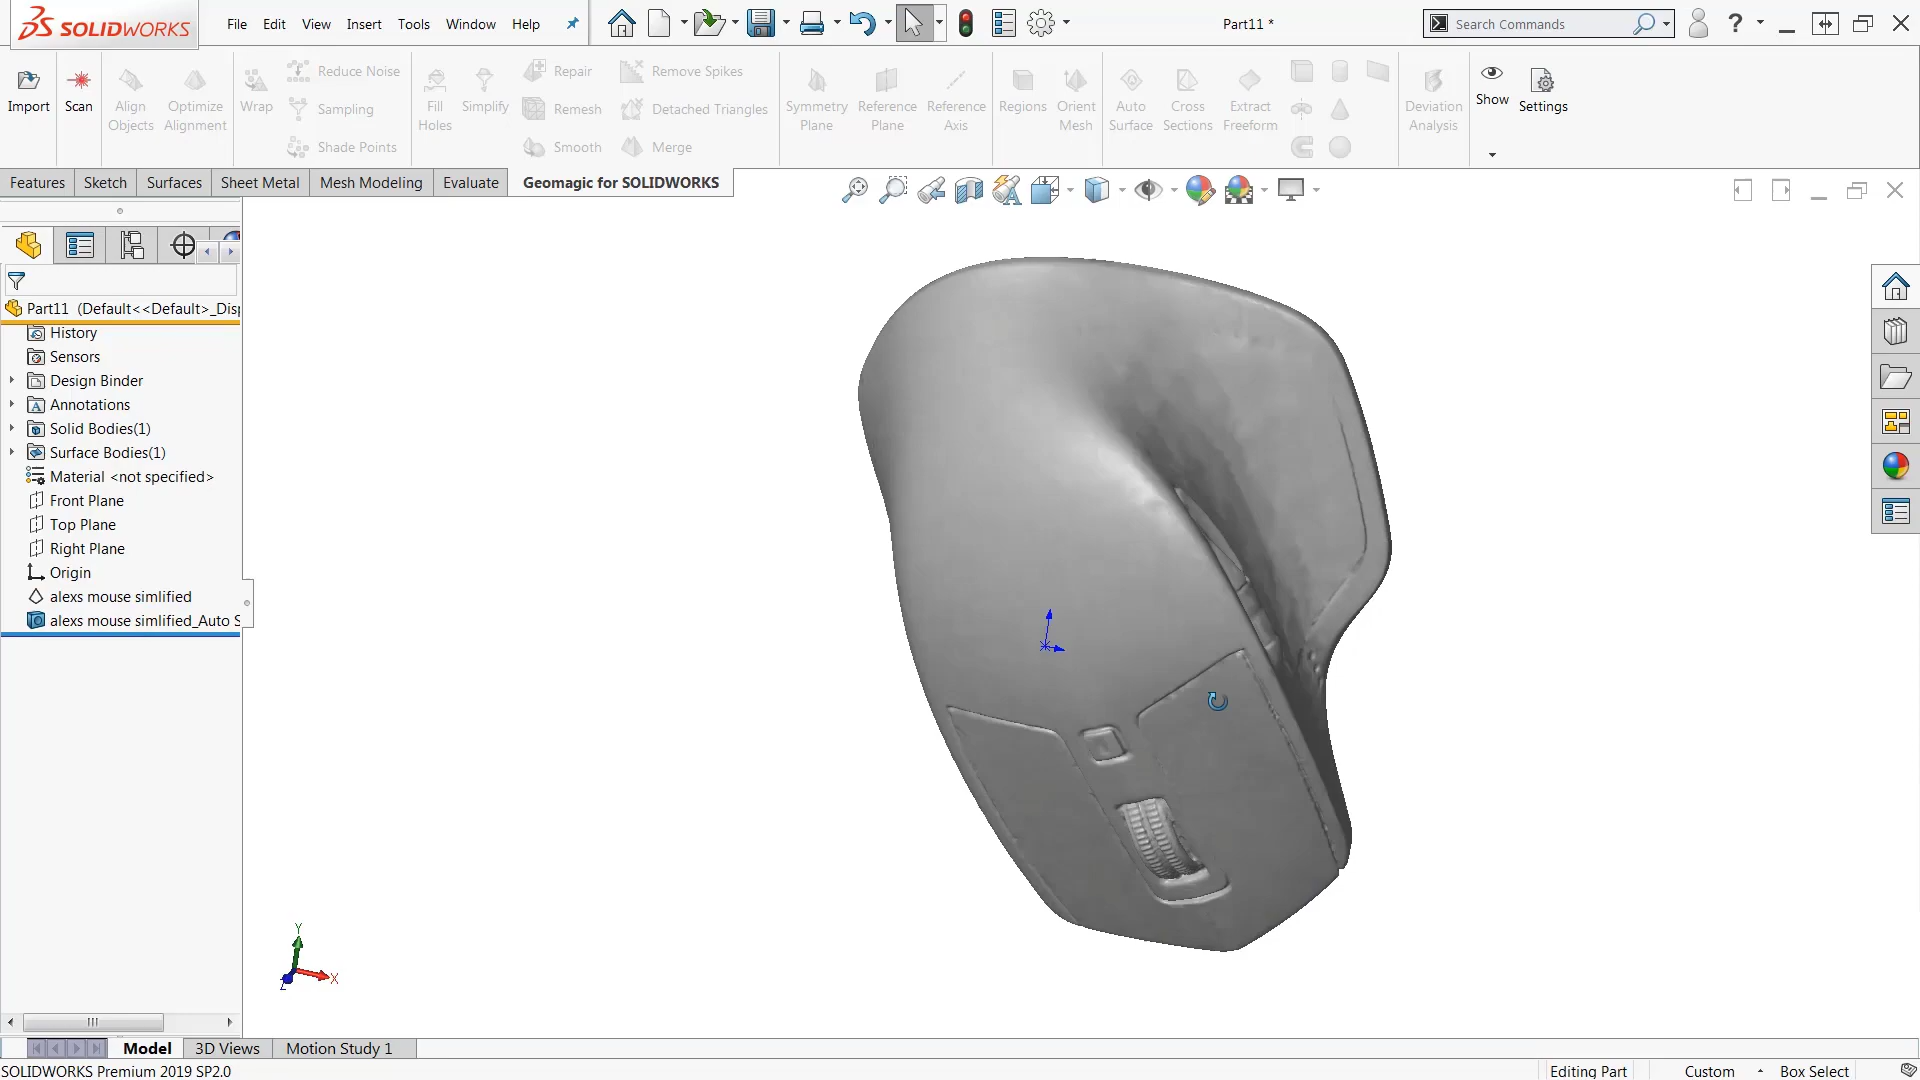 SOLIDWORKS
File Edit View Insert Tools Window Help
Part11 *
Search Commands
?
Import
Scan
Align Objects
Optimize Alignment
Wrap
Reduce Noise
Sampling
Shade Points
Fill Holes
Simplify
Repair
Remesh
Smooth
Remove Spikes
Detached Triangles
Merge
Symmetry Plane
Reference Plane
Reference Axis
Regions
Orient Mesh
Auto Surface
Cross Sections
Extract Freeform
Deviation Analysis
Show
Settings
Features Sketch Surfaces Sheet Metal Mesh Modeling Evaluate Geomagic for SOLIDWORKS
Part11 (Default<<Default>_Disp
History
Sensors
Design Binder
Annotations
Solid Bodies(1)
Surface Bodies(1)
Material <not specified>
Front Plane
Top Plane
Right Plane
Origin
alexs mouse simlified
alexs mouse simlified_Auto S
Y
X
Z
Model 3D Views Motion Study 1
SOLIDWORKS Premium 2019 SP2.0
Editing Part Custom Box Select